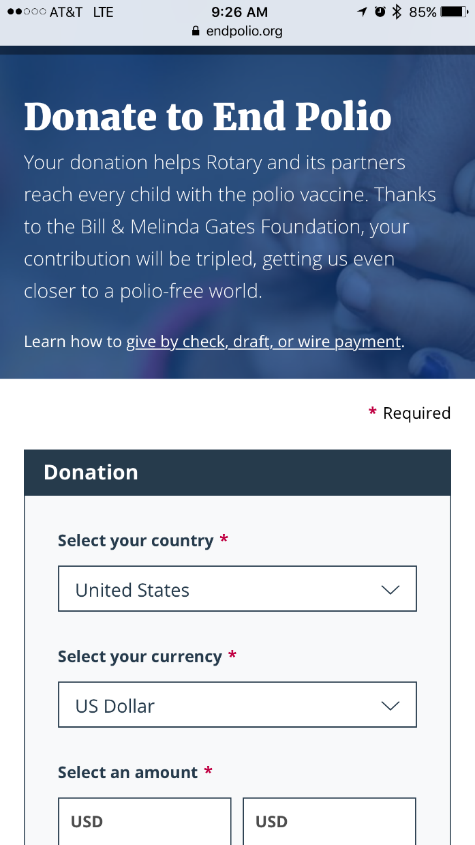 AT&T LTE 9:26 AM 85%
endpolio.org
Donate to End Polio
Your donation helps Rotary and its partners
reach every child with the polio vaccine. Thanks
to the Bill & Melinda Gates Foundation, your
contribution will be tripled, getting us even
closer to a polio-free world.
Learn how to give by check, draft, or wire payment.
* Required
Donation
Select your country *
United States
Select your currency *
US Dollar
Select an amount *
USD USD